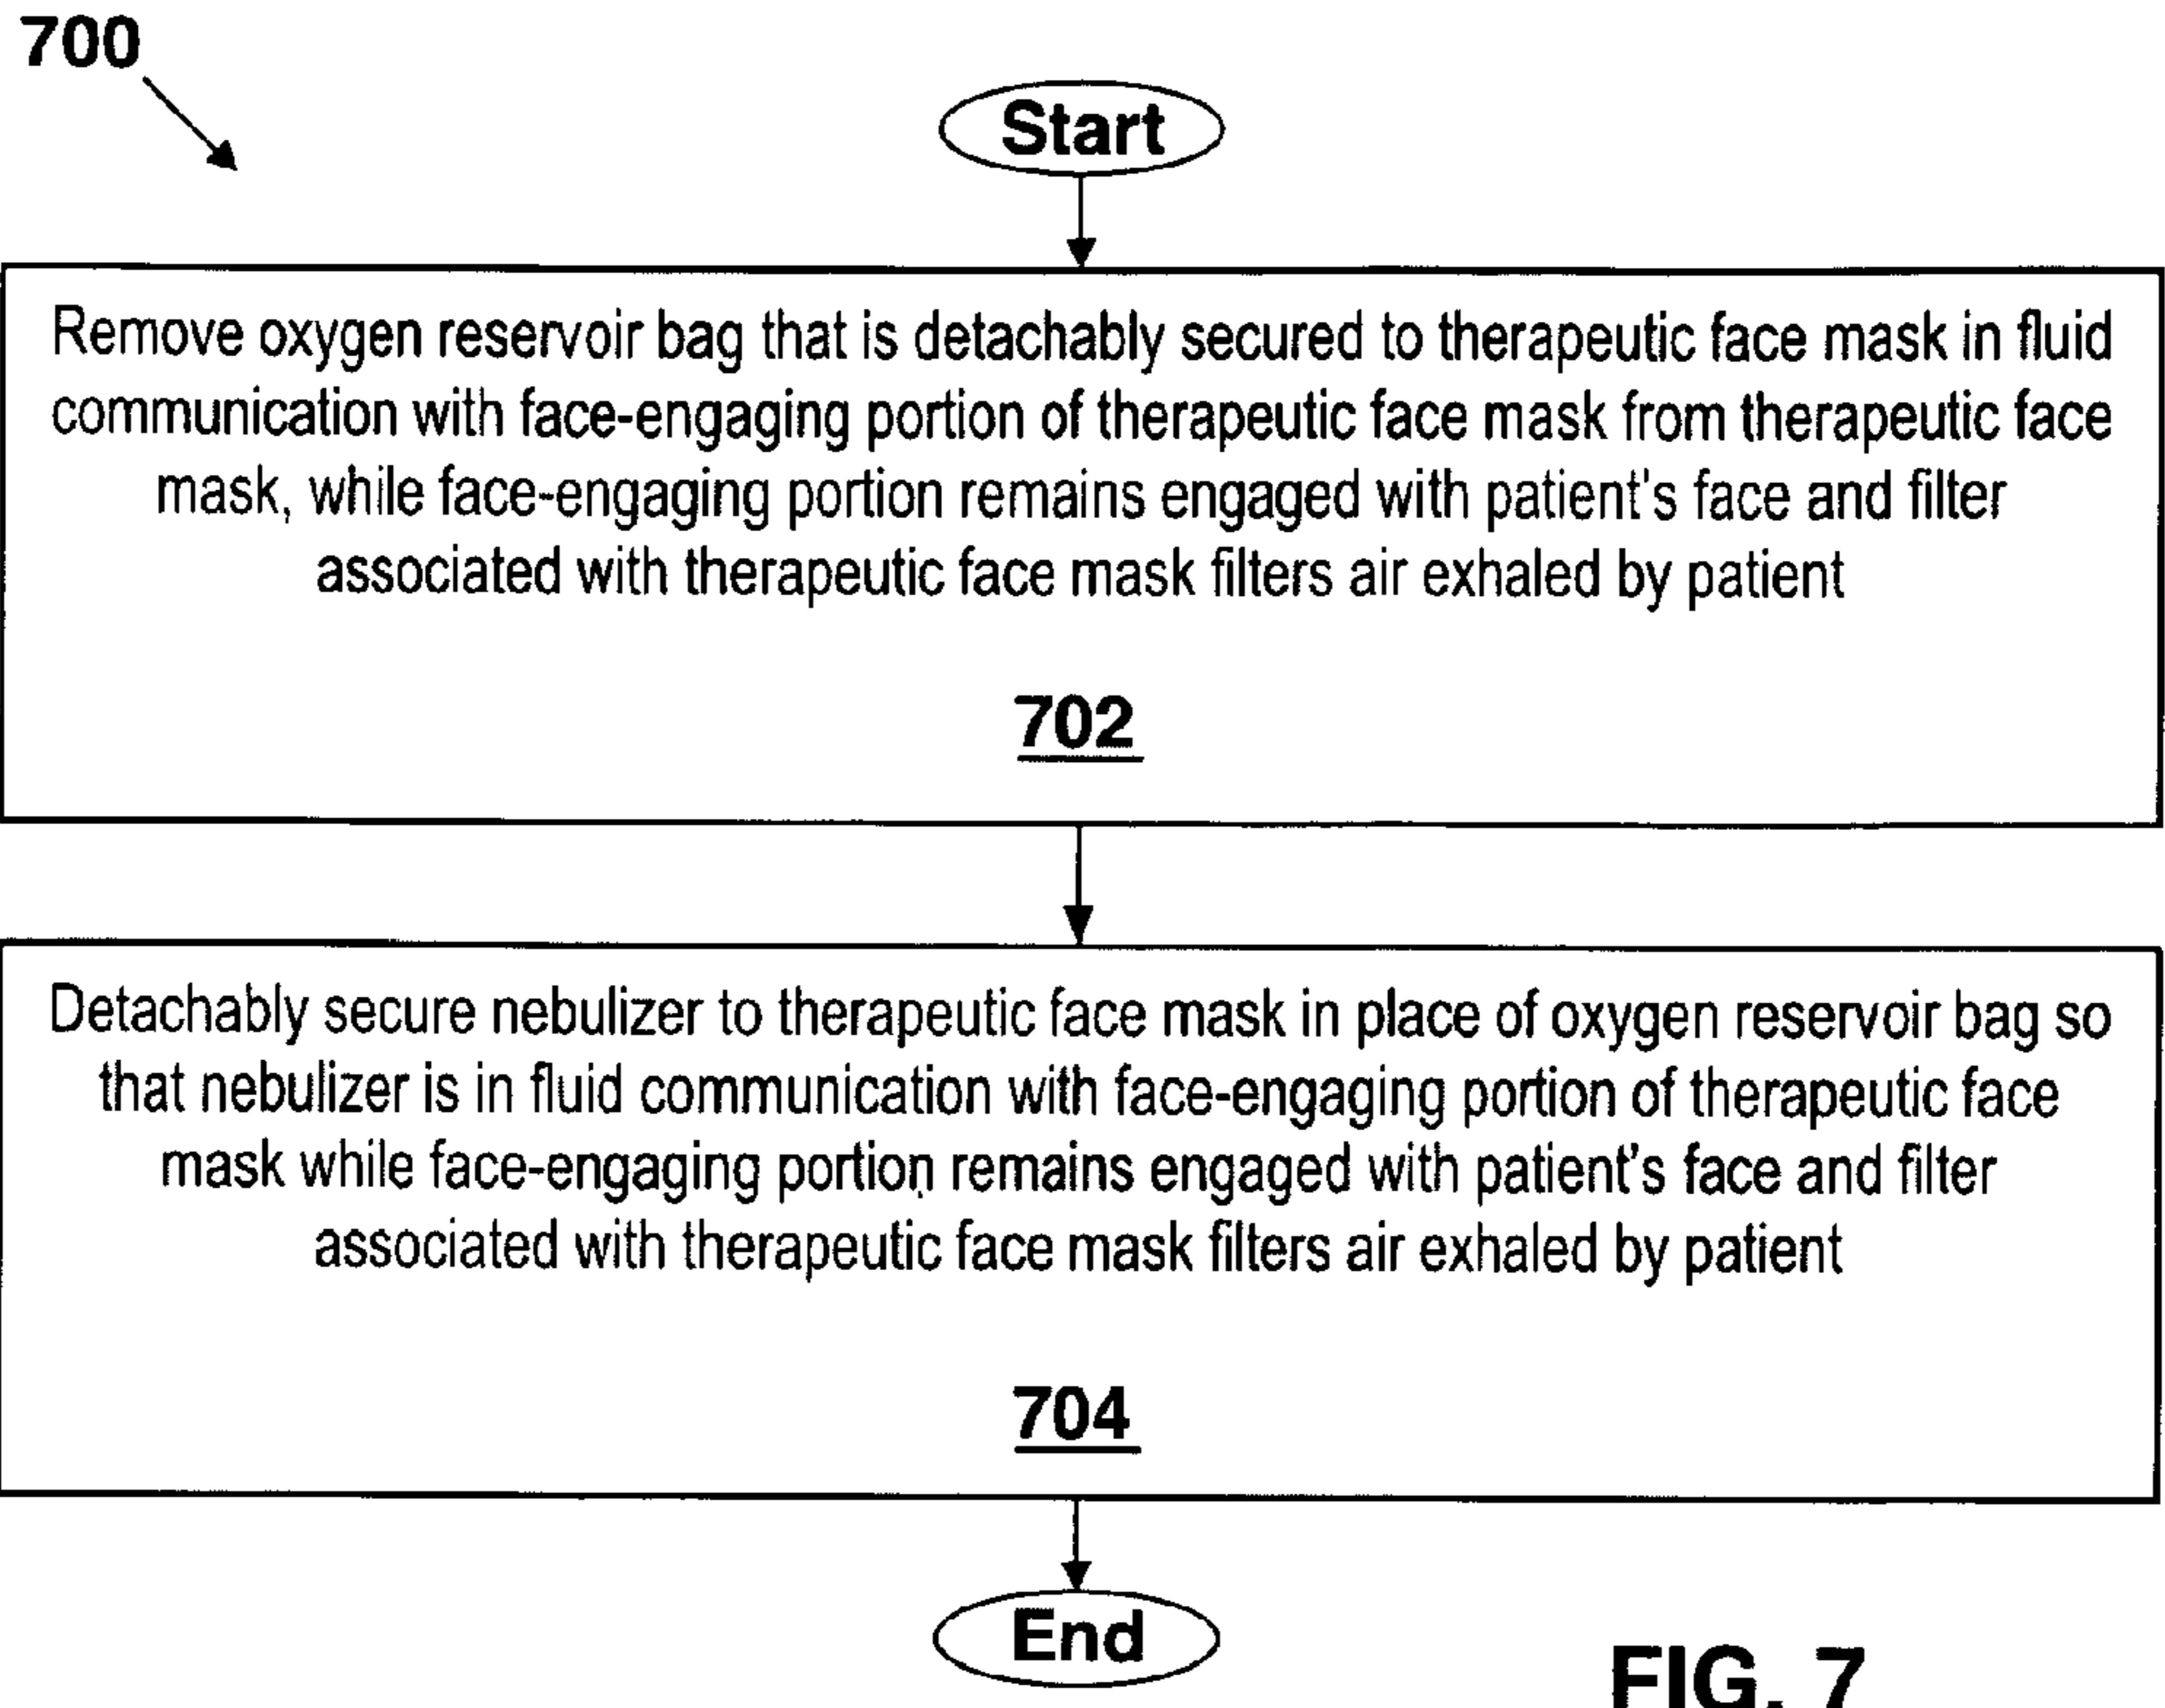 700
Start
Remove oxygen reservoir bag that is detachably secured to therapeutic face mask in fluid
communication with face-engaging portion of therapeutic face mask from therapeutic face
mask, while face-engaging portion remains engaged with patient's face and filter
associated with therapeutic face mask filters air exhaled by patient
702
Detachably secure nebulizer to therapeutic face mask in place of oxygen reservoir bag so
that nebulizer is in fluid communication with face-engaging portion of therapeutic face
mask while face-engaging portion remains engaged with patient's face and filter
associated with therapeutic face mask filters air exhaled by patient
704
End
FIG. 7